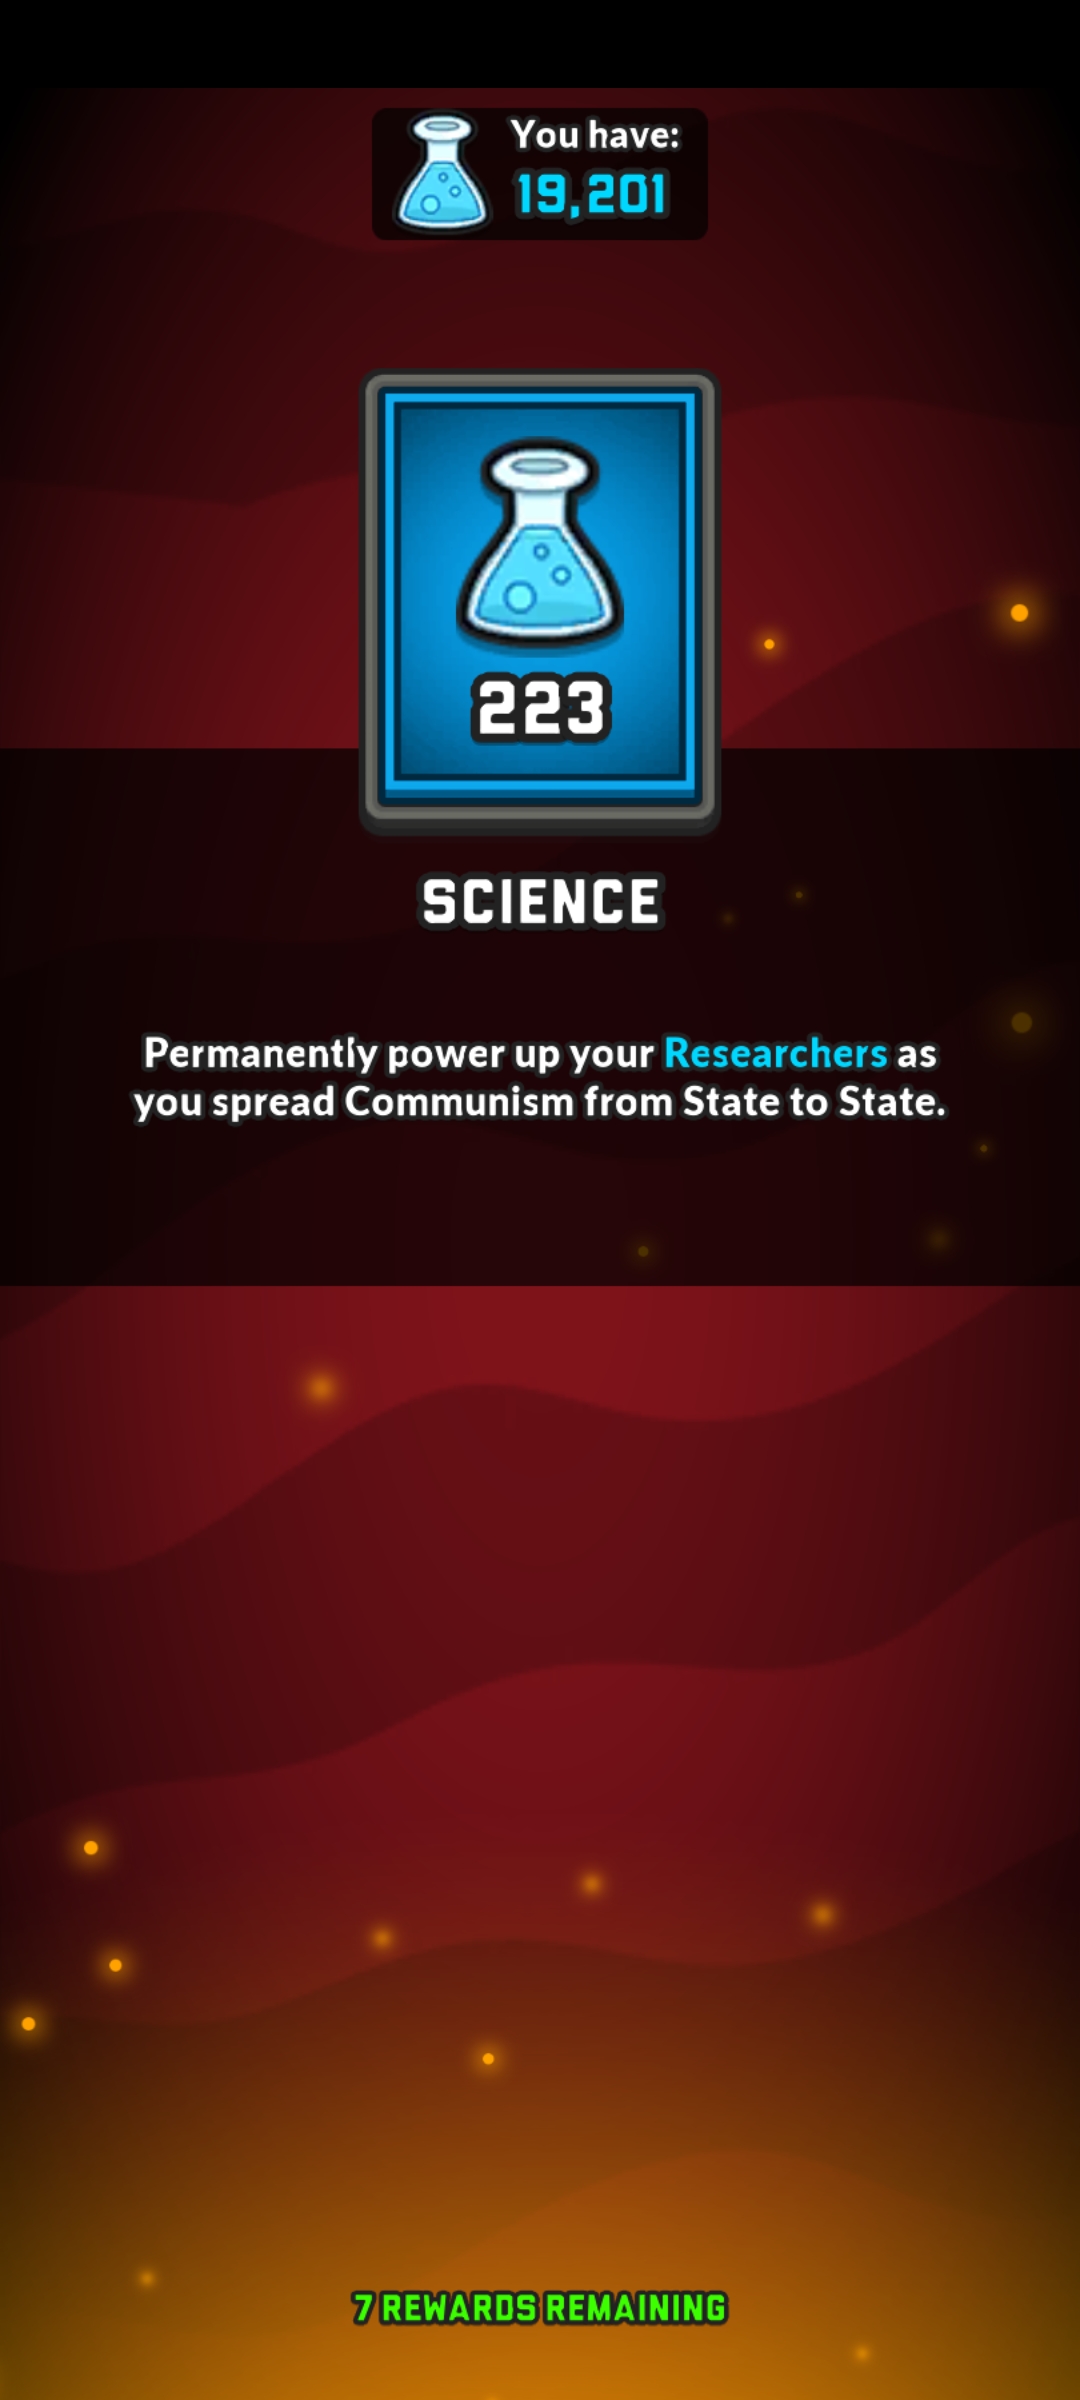 You have:
19,201
223
SCIENCE
Permanently power up your Researchers as
you spread Communism from State to State.
7 REWARDS REMAINING